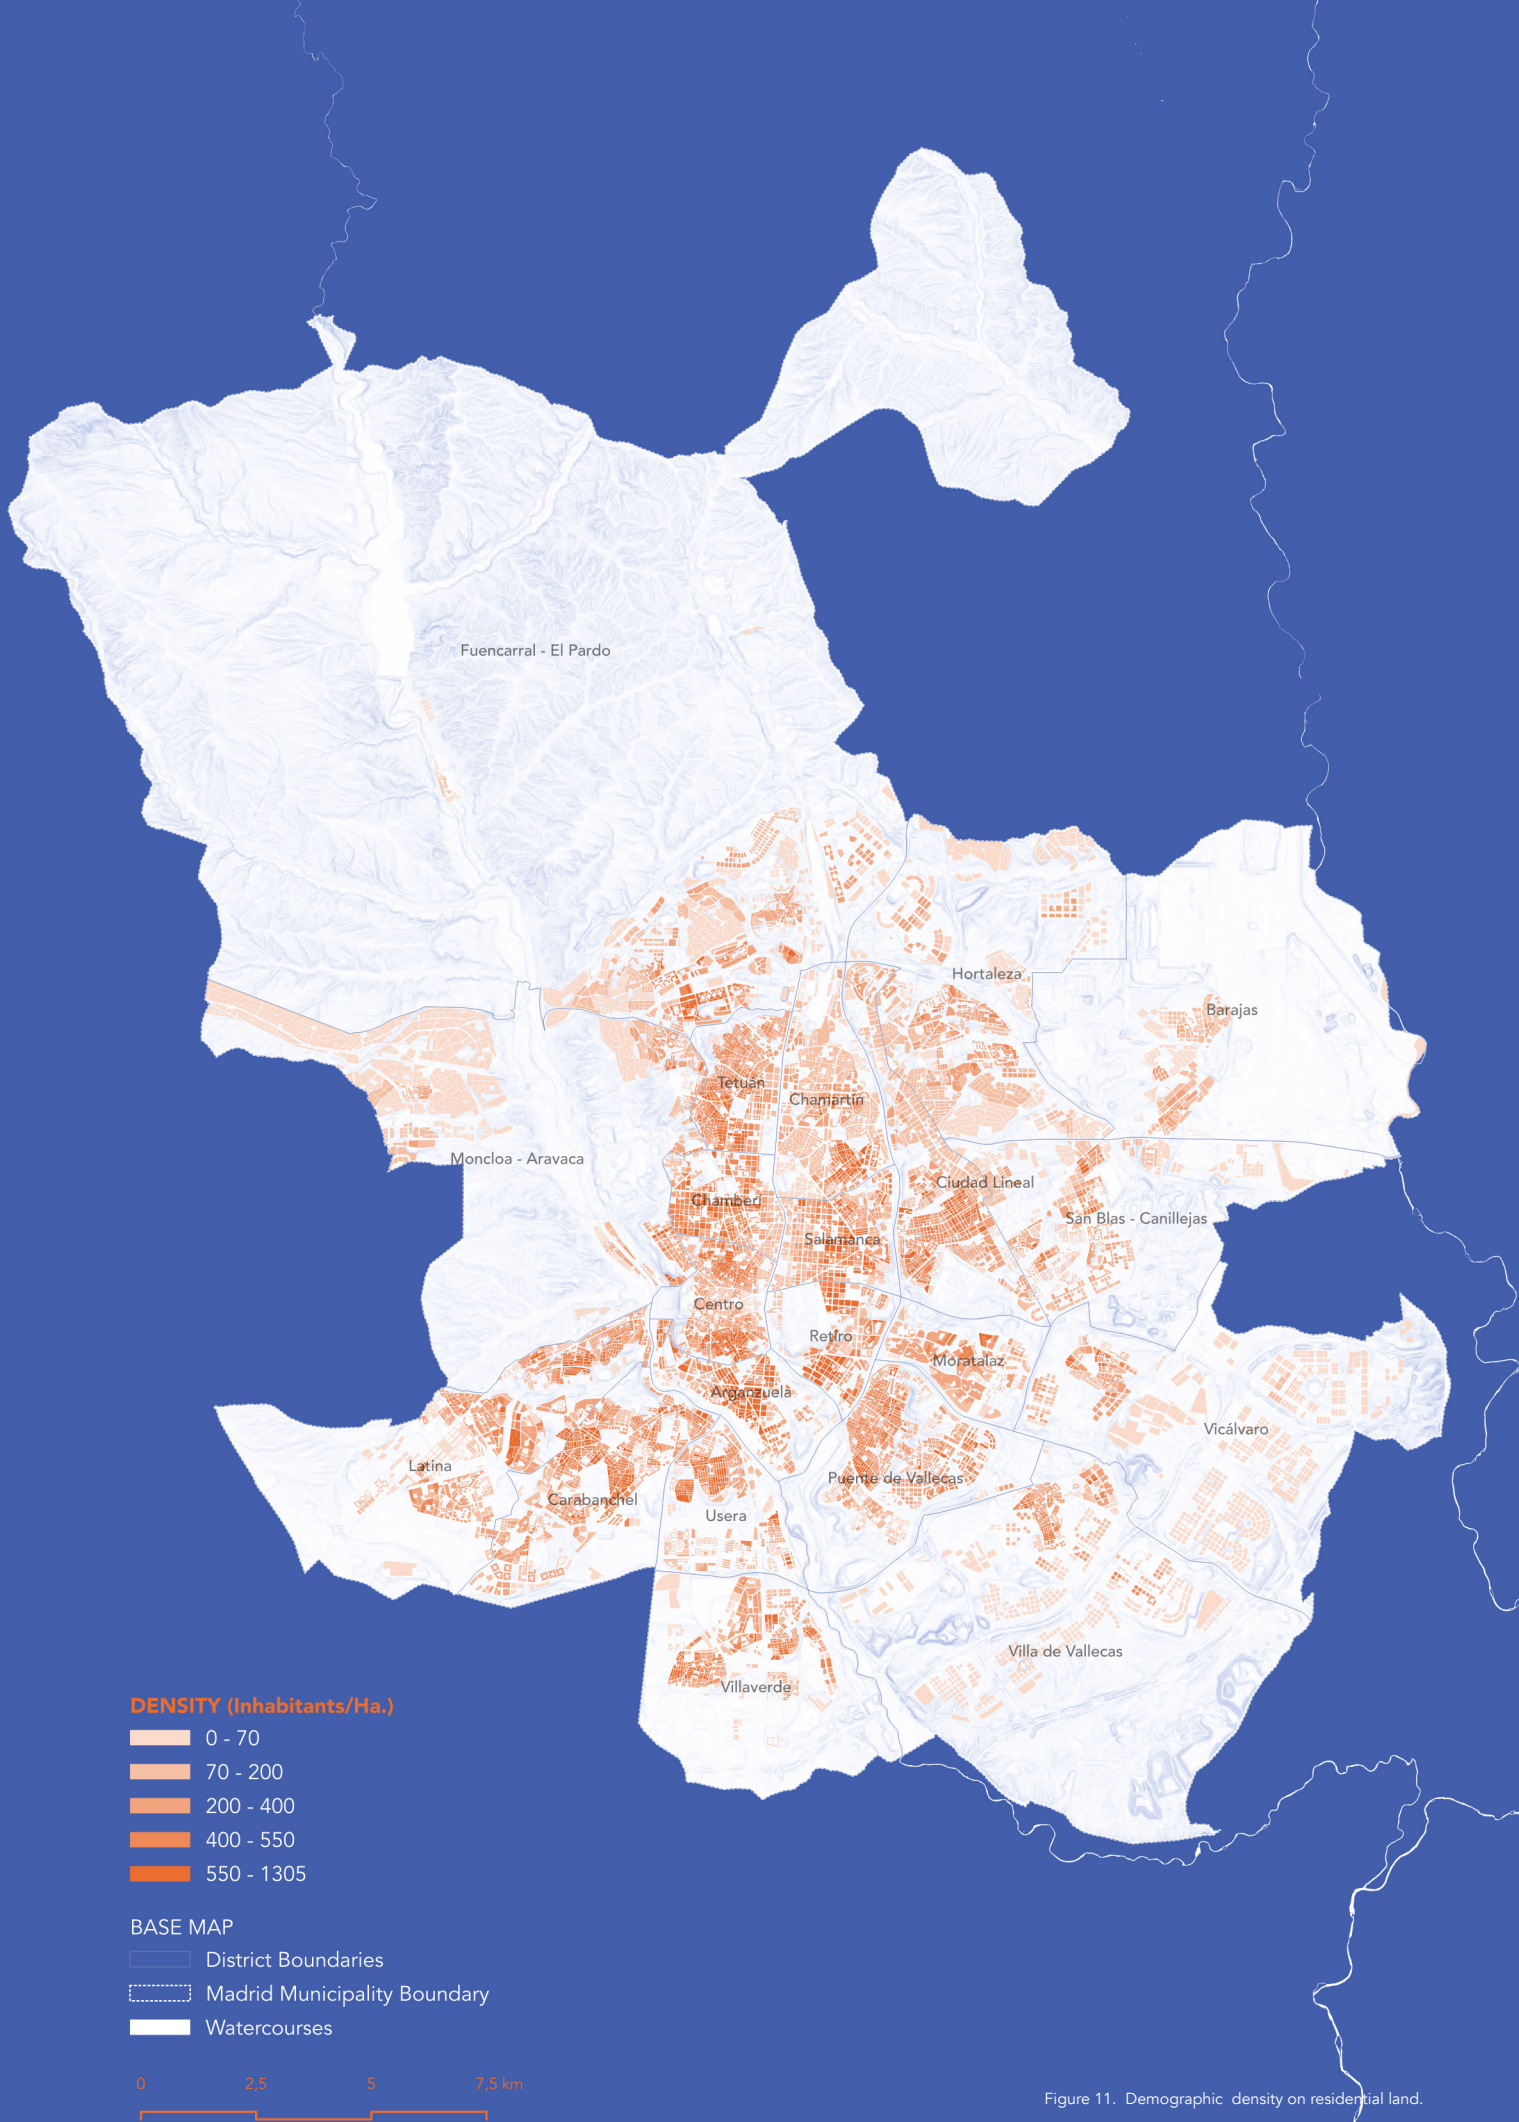 Fuencarral - El Pardo
Hortaleza
Barajas
Tetuán
Chamartín
Moncloa - Aravaca
Ciudad Lineal
Chamberí
San Blas - Canillejas
Salamanca
Centro
Retiro
Moratalaz
Arganzuela
Vicálvaro
Latina
Puente de Vallecas
Carabanchel
Usera
Villa de Vallecas
Villaverde
DENSITY (Inhabitants/Ha.)
0 - 70
70 - 200
200 - 400
400 - 550
550 - 1305
BASE MAP
District Boundaries
Madrid Municipality Boundary
Watercourses
0 2,5 5 7,5 km
Figure 11. Demographic density on residential land.